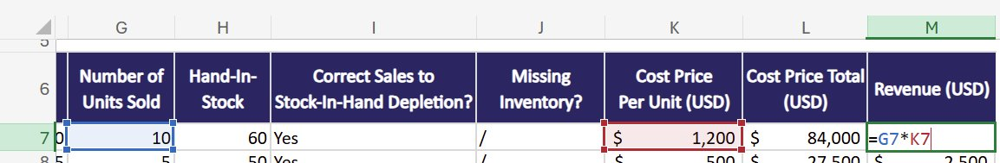 G H I J K L M
5
6 Number of Units Sold Hand-In-Stock Correct Sales to Stock-In-Hand Depletion? Missing Inventory? Cost Price Per Unit (USD) Cost Price Total (USD) Revenue (USD)
7 0 10 60 Yes / $ 1,200 $ 84,000 =G7*K7
8 5 5 50 Yes / $ 500 $ 27,500 $ 2,500